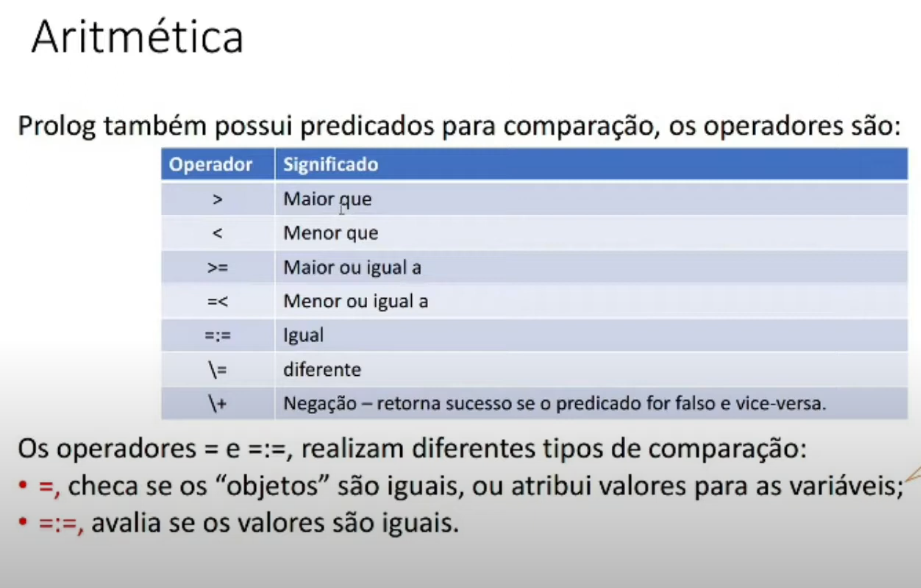 Aritmética
Prolog também possui predicados para comparação, os operadores são:
Operador Significado
> Maior que
< Menor que
>= Maior ou igual a
=< Menor ou igual a
=:= Igual
\= diferente
\+ Negação – retorna sucesso se o predicado for falso e vice-versa.
Os operadores = e =:=, realizam diferentes tipos de comparação:
• =, checa se os “objetos” são iguais, ou atribui valores para as variáveis;
• =:=, avalia se os valores são iguais.